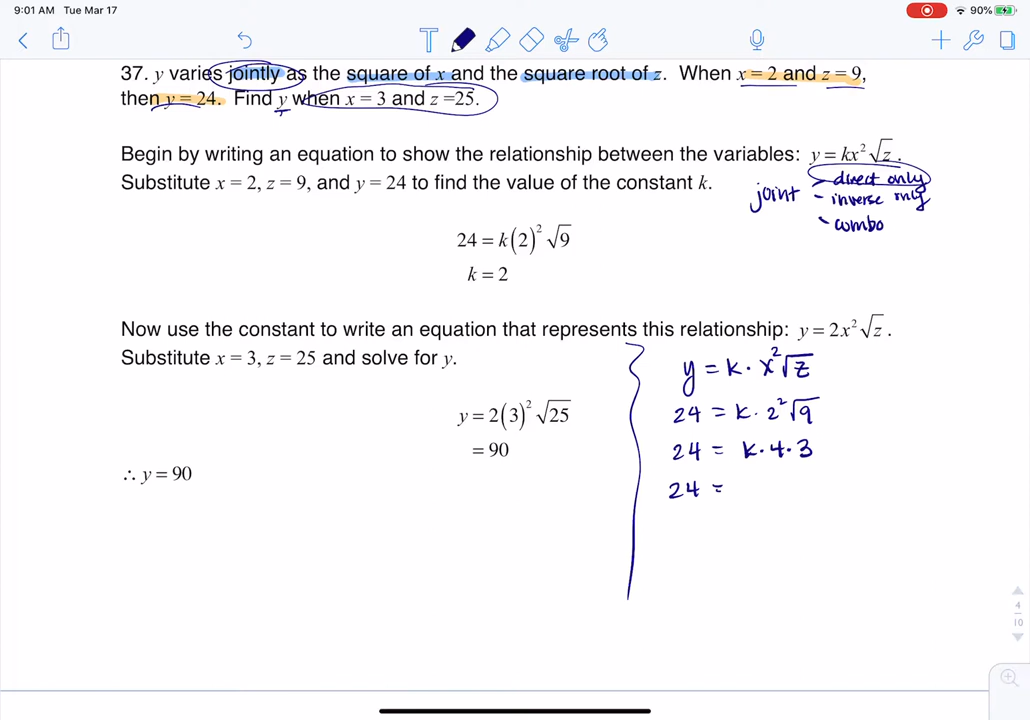 9:01 AM Tue Mar 17
90%
37. y varies jointly as the square of x and the square root of z. When x = 2 and z = 9,
then y = 24. Find y when x = 3 and z =25.
Begin by writing an equation to show the relationship between the variables: y = kx²√z.
Substitute x = 2, z = 9, and y = 24 to find the value of the constant k.
joint
- direct only
- inverse only
- combo
24 = k(2)²√9
k = 2
Now use the constant to write an equation that represents this relationship: y = 2x²√z.
Substitute x = 3, z = 25 and solve for y.
y = 2(3)²√25
= 90
∴ y = 90
y = k · x²√z
24 = k · 2²√9
24 = k · 4 · 3
24 =
4
10